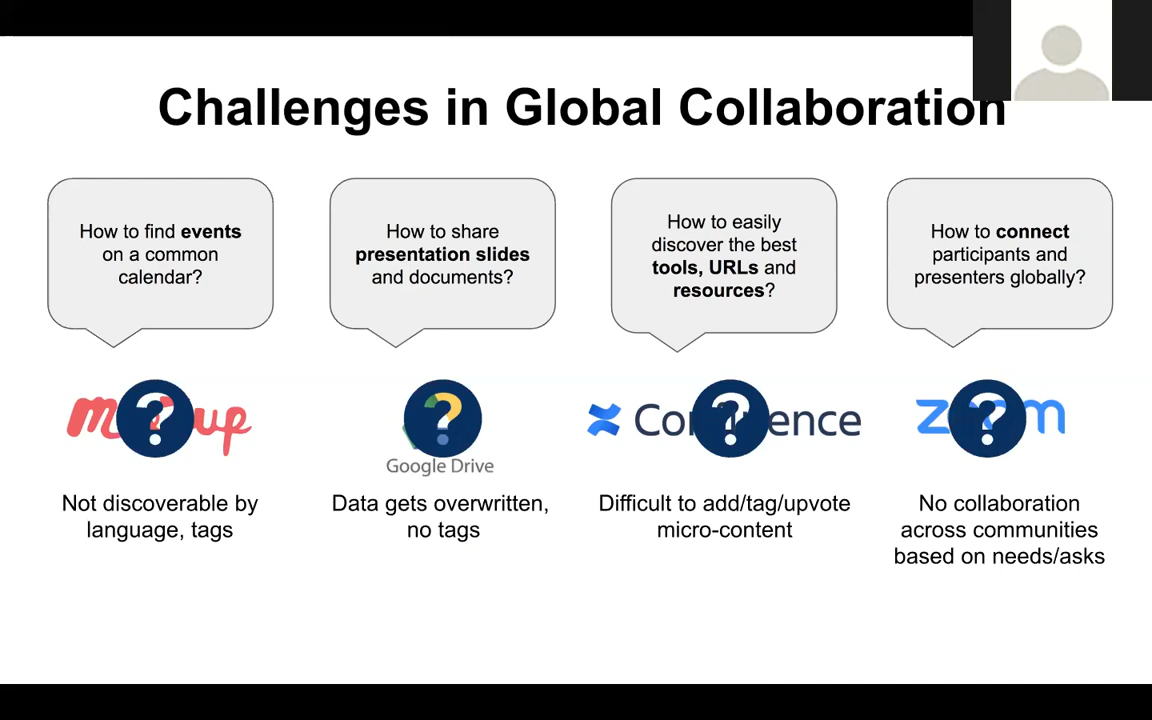 Challenges in Global Collaboration
How to find events
on a common
calendar?
How to share
presentation slides
and documents?
How to easily
discover the best
tools, URLs and
resources?
How to connect
participants and
presenters globally?
Google Drive
Not discoverable by
language, tags
Data gets overwritten,
no tags
Difficult to add/tag/upvote
micro-content
No collaboration
across communities
based on needs/asks